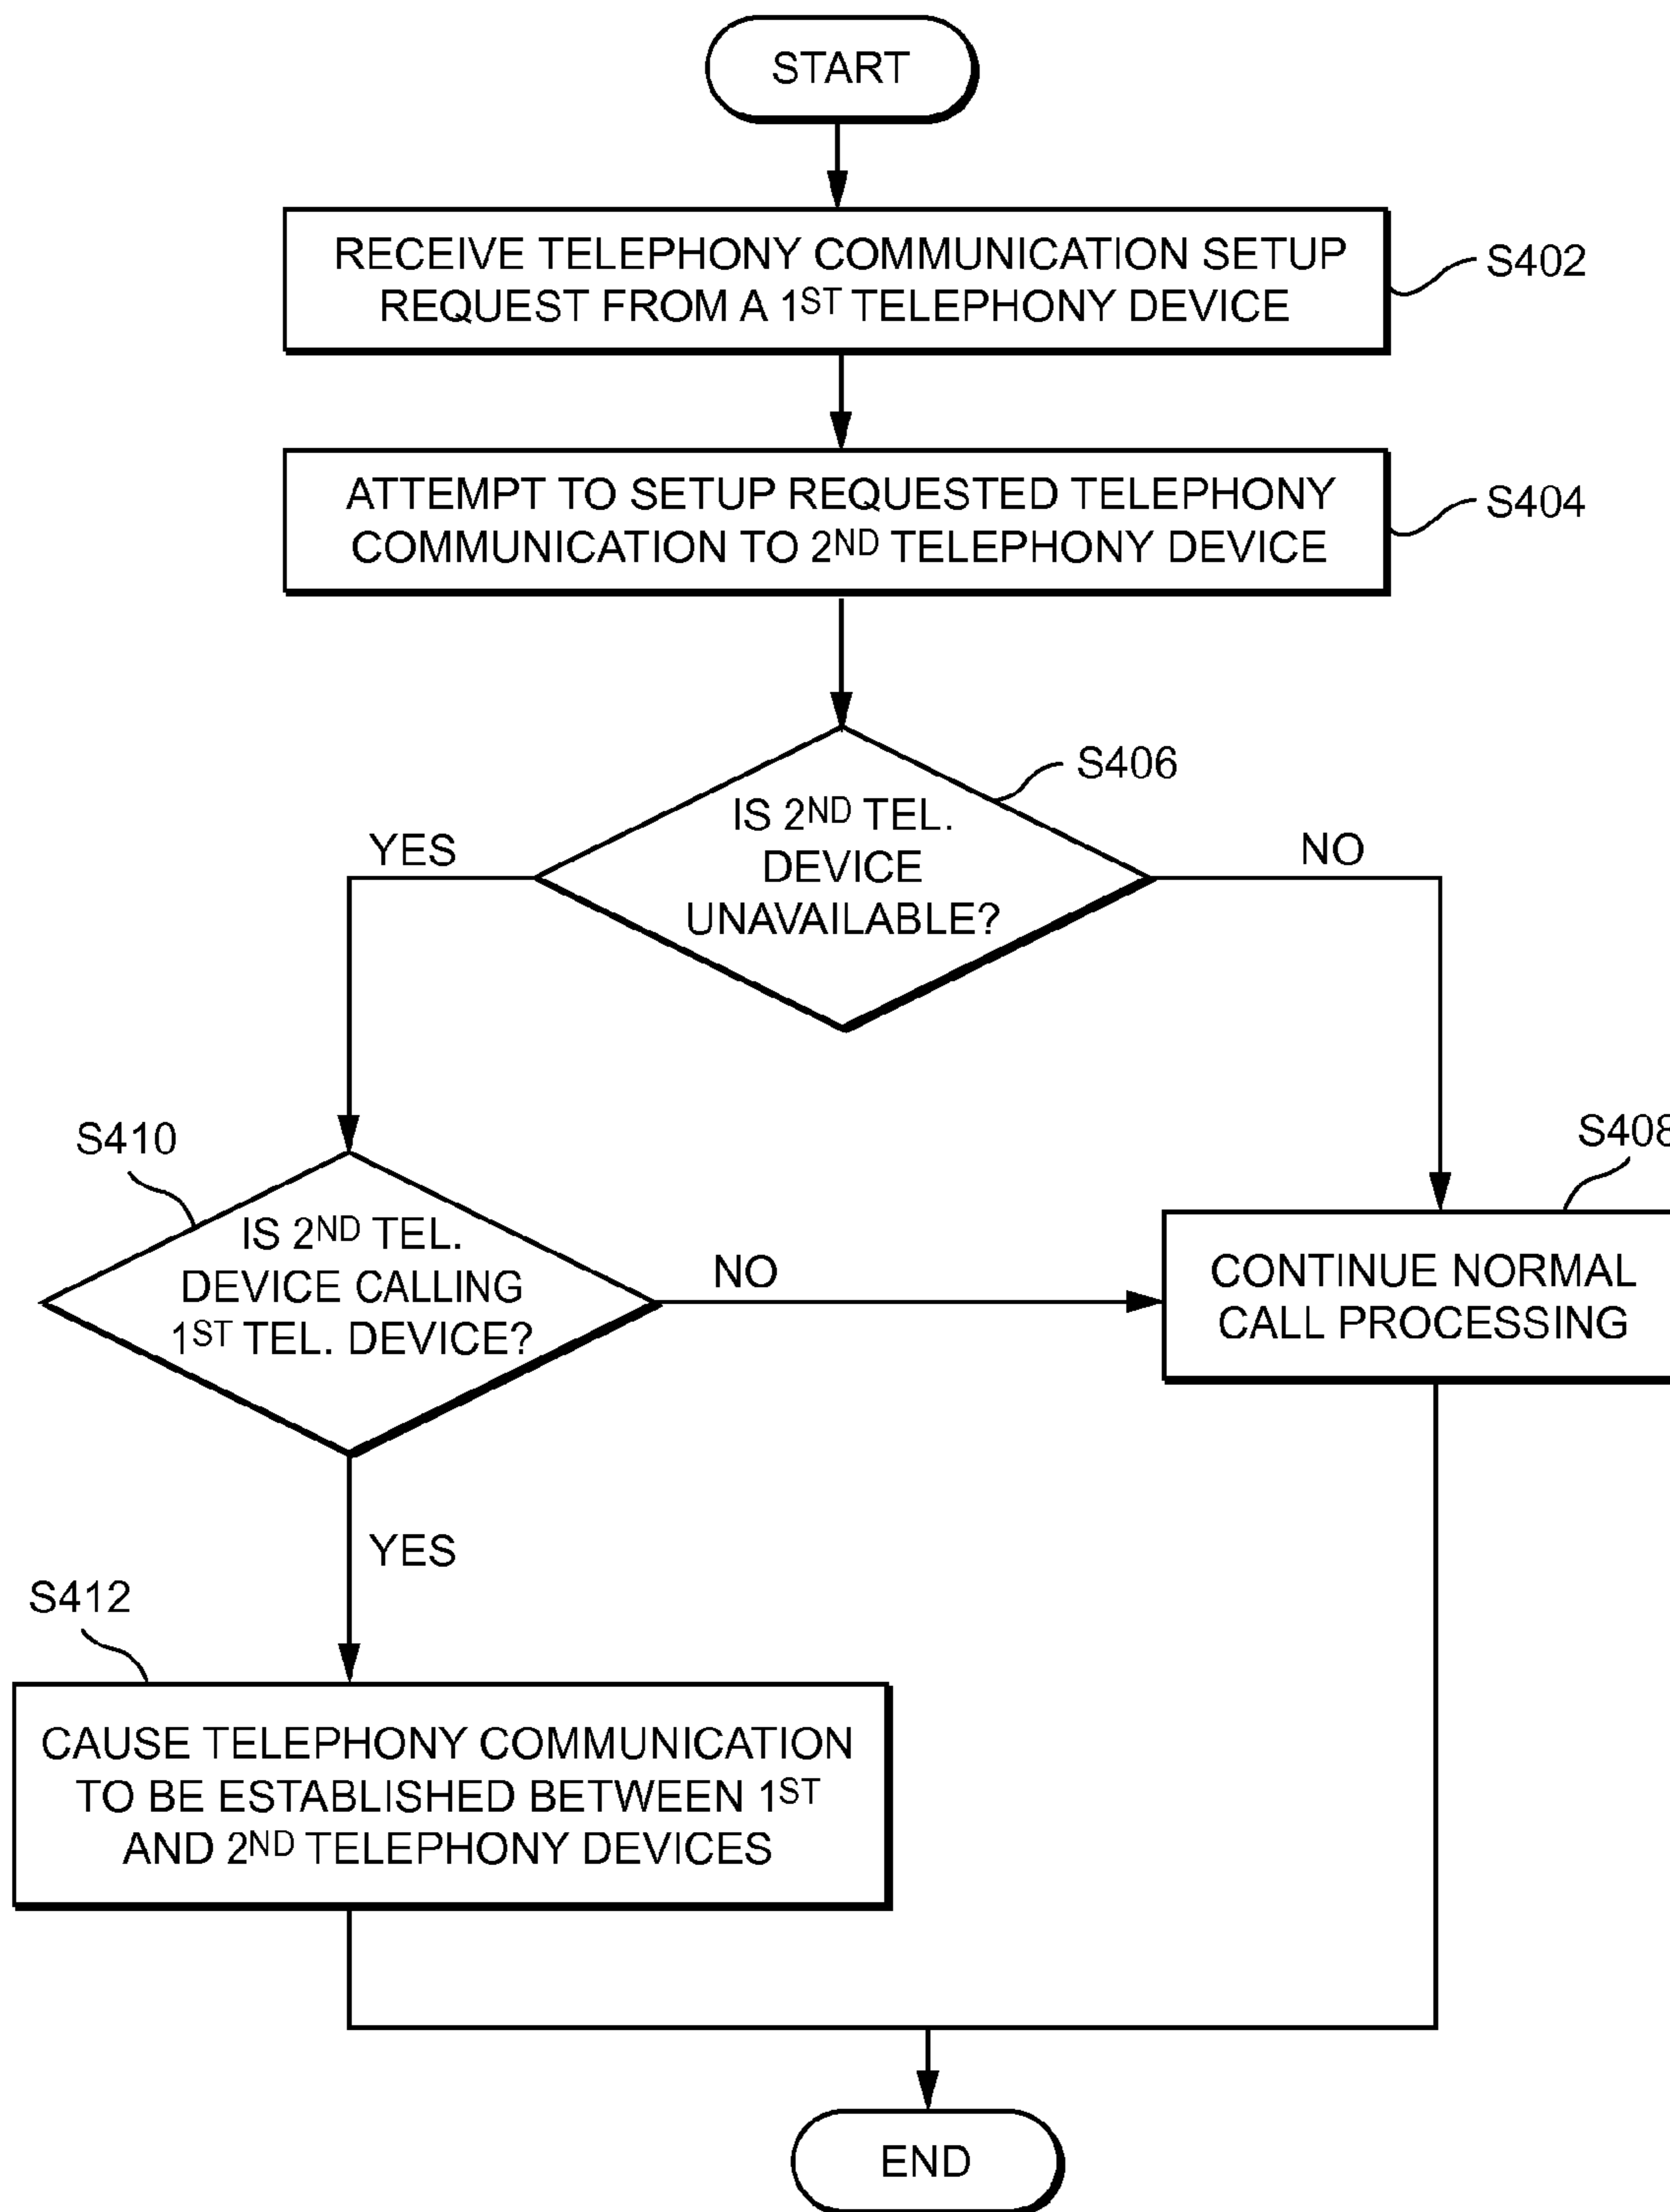 START
RECEIVE TELEPHONY COMMUNICATION SETUP
REQUEST FROM A 1ST TELEPHONY DEVICE
S402
ATTEMPT TO SETUP REQUESTED TELEPHONY
COMMUNICATION TO 2ND TELEPHONY DEVICE
S404
S406
IS 2ND TEL.
DEVICE
UNAVAILABLE?
YES
NO
S410
IS 2ND TEL.
DEVICE CALLING
1ST TEL. DEVICE?
NO
S408
CONTINUE NORMAL
CALL PROCESSING
YES
S412
CAUSE TELEPHONY COMMUNICATION
TO BE ESTABLISHED BETWEEN 1ST
AND 2ND TELEPHONY DEVICES
END